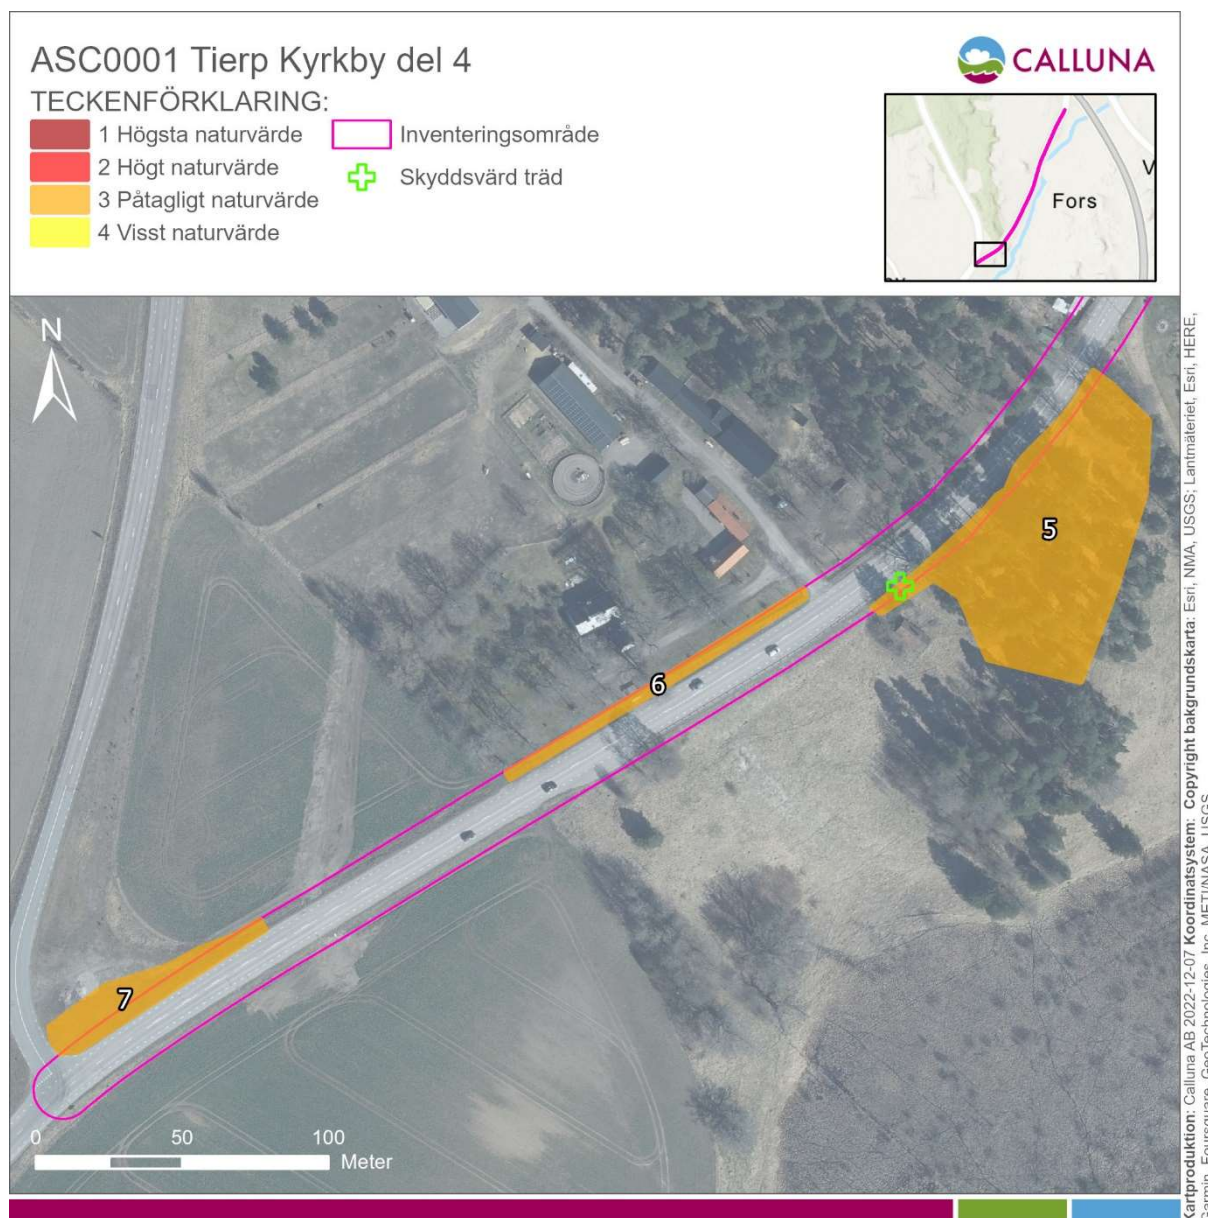 ASC0001 Tierp Kyrkby del 4
CALLUNA
TECKENFÖRKLARING:
1 Högsta naturvärde
2 Högt naturvärde
3 Påtagligt naturvärde
4 Visst naturvärde
Inventeringsområde
Skyddsvärd träd
Fors
V
N
5
6
7
0 50 100
Meter
Kartproduktion: Calluna AB 2022-12-07 Koordinatsystem: Copyright bakgrundskarta: Esri, NMA, USGS; Lantmäteriet, Esri, HERE,
Garmin, Foursquare, GeoTechnologies, Inc, METI/NASA, USGS